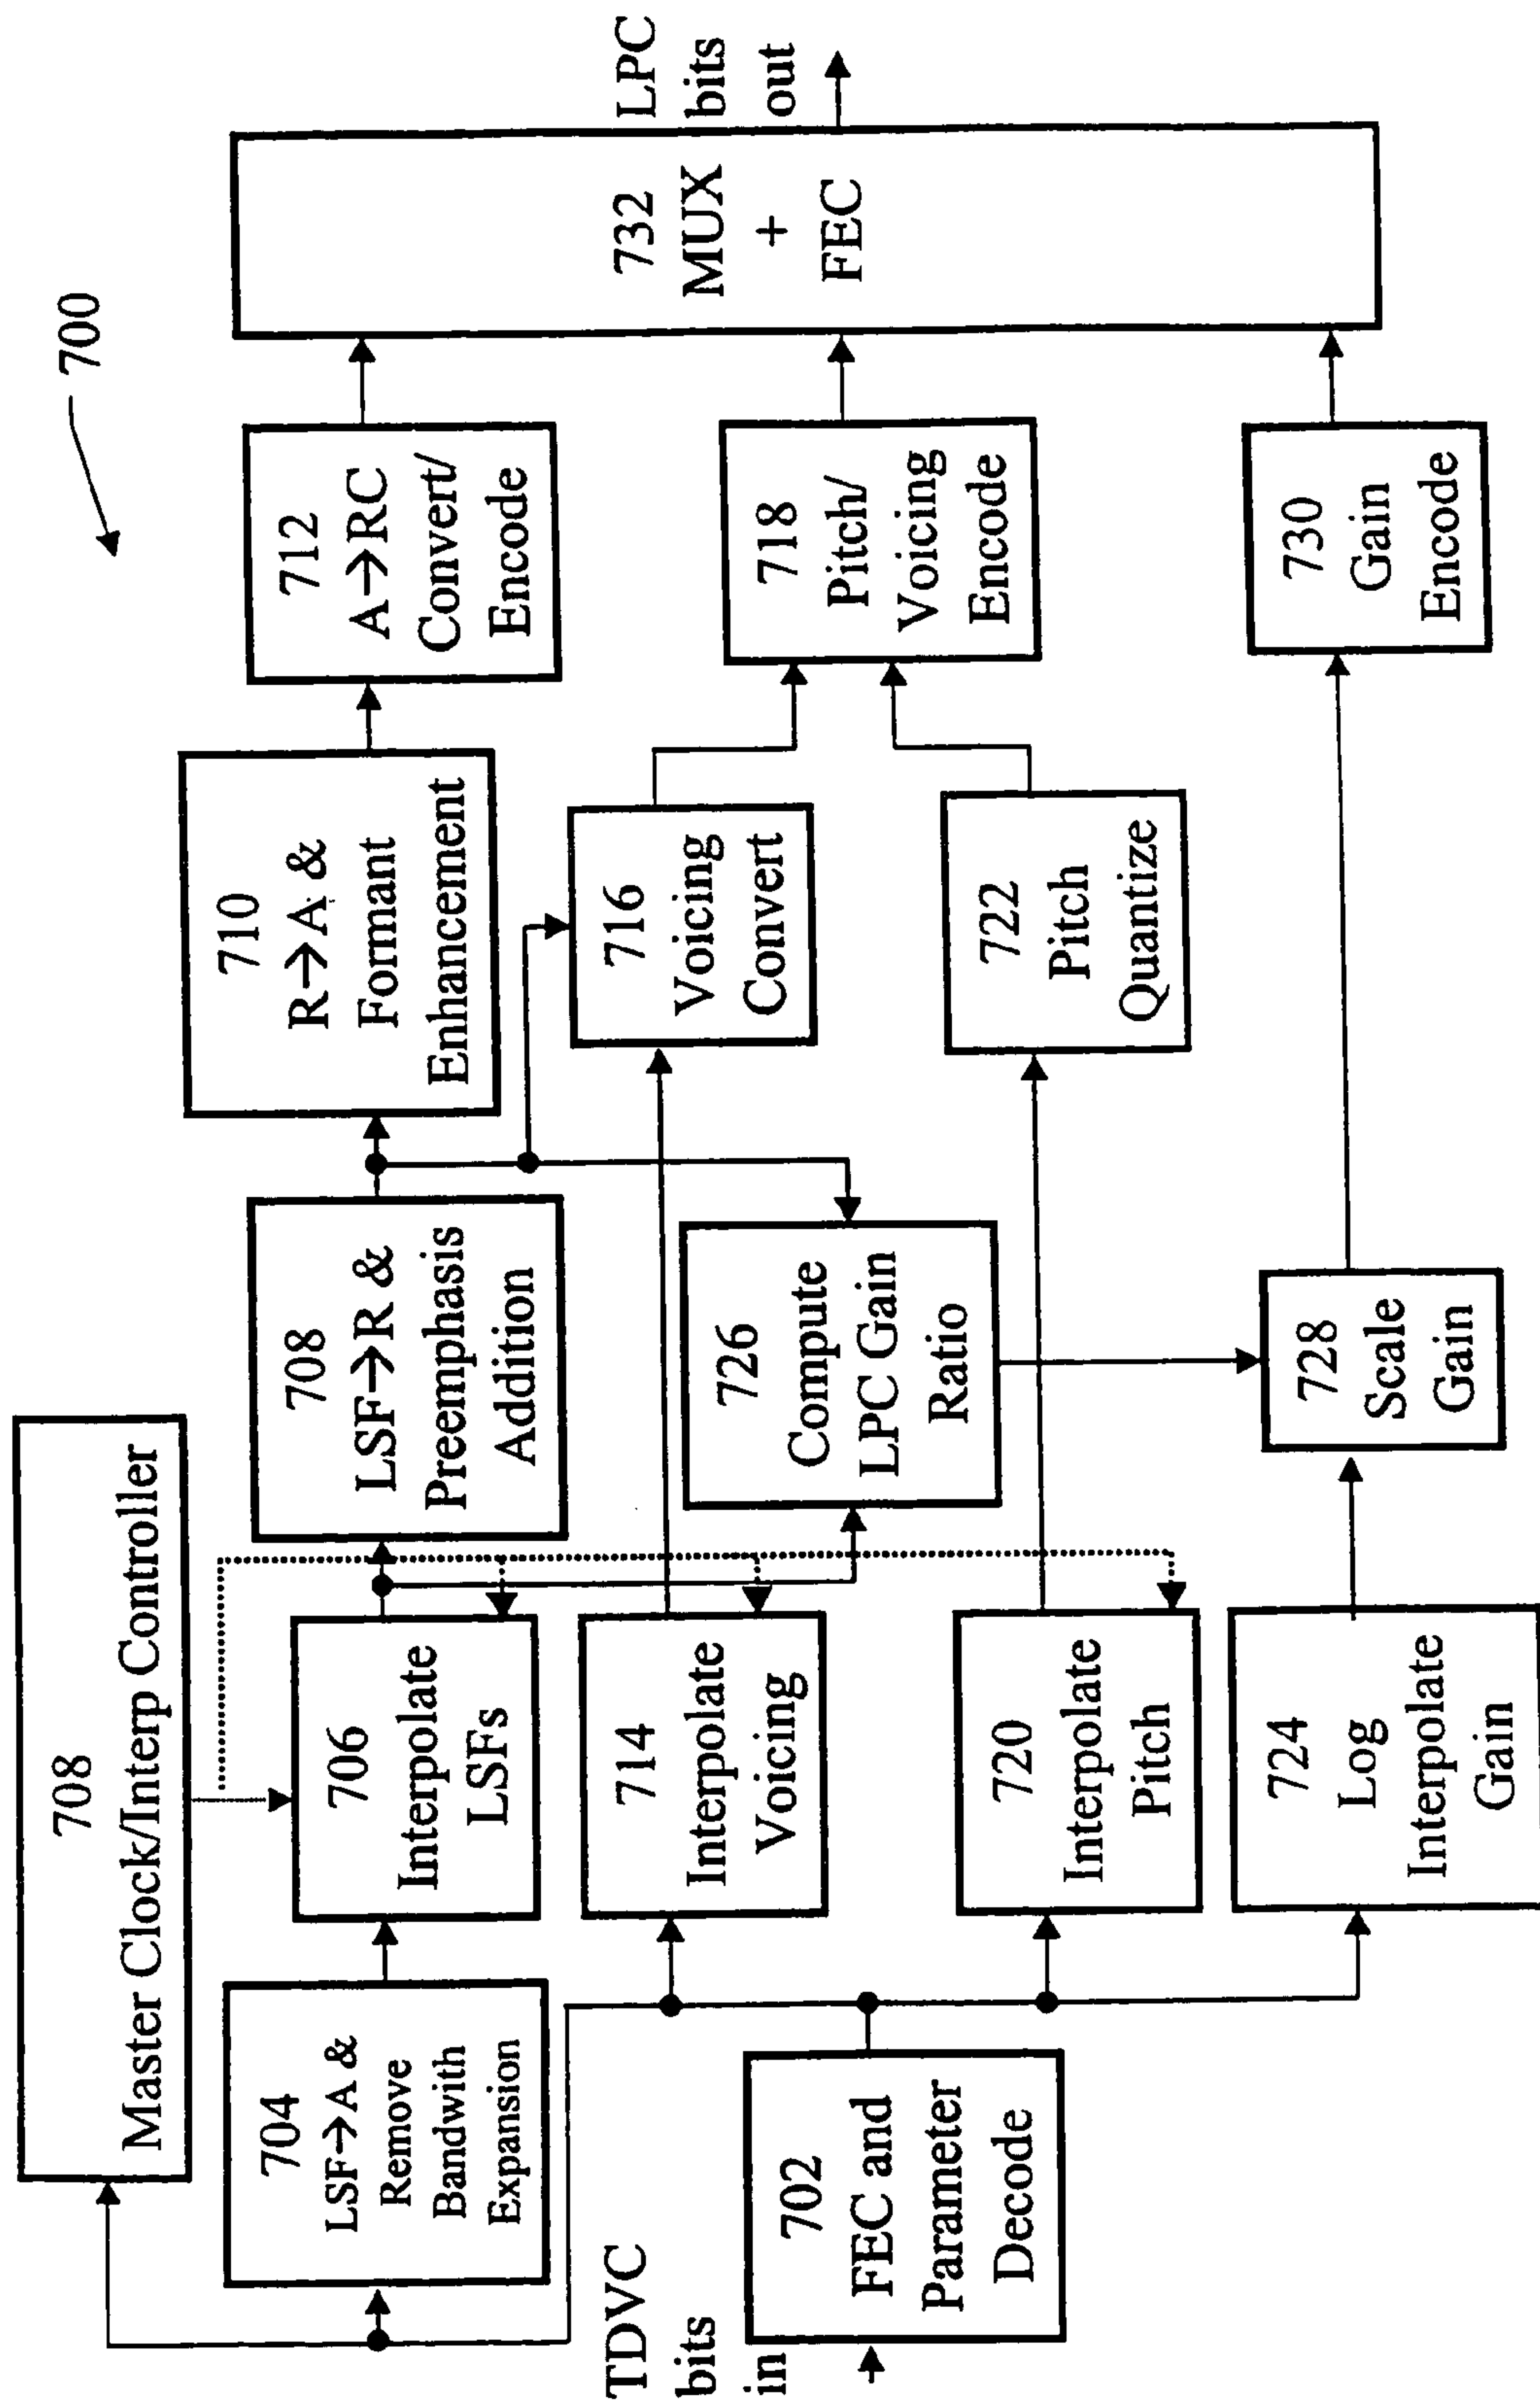 700
708
Master Clock/Interp Controller
704
LSF→A &
Remove
Bandwith
Expansion
706
Interpolate
LSFs
708
LSF→R &
Preemphasis
Addition
710
R→A &
Formant
Enhancement
712
A→RC
Convert/
Encode
TDVC
bits
in
702
FEC and
Parameter
Decode
714
Interpolate
Voicing
716
Voicing
Convert
718
Pitch/
Voicing
Encode
720
Interpolate
Pitch
722
Pitch
Quantize
724
Log
Interpolate
Gain
726
Compute
LPC Gain
Ratio
728
Scale
Gain
730
Gain
Encode
732
MUX
+
FEC
LPC
bits
out